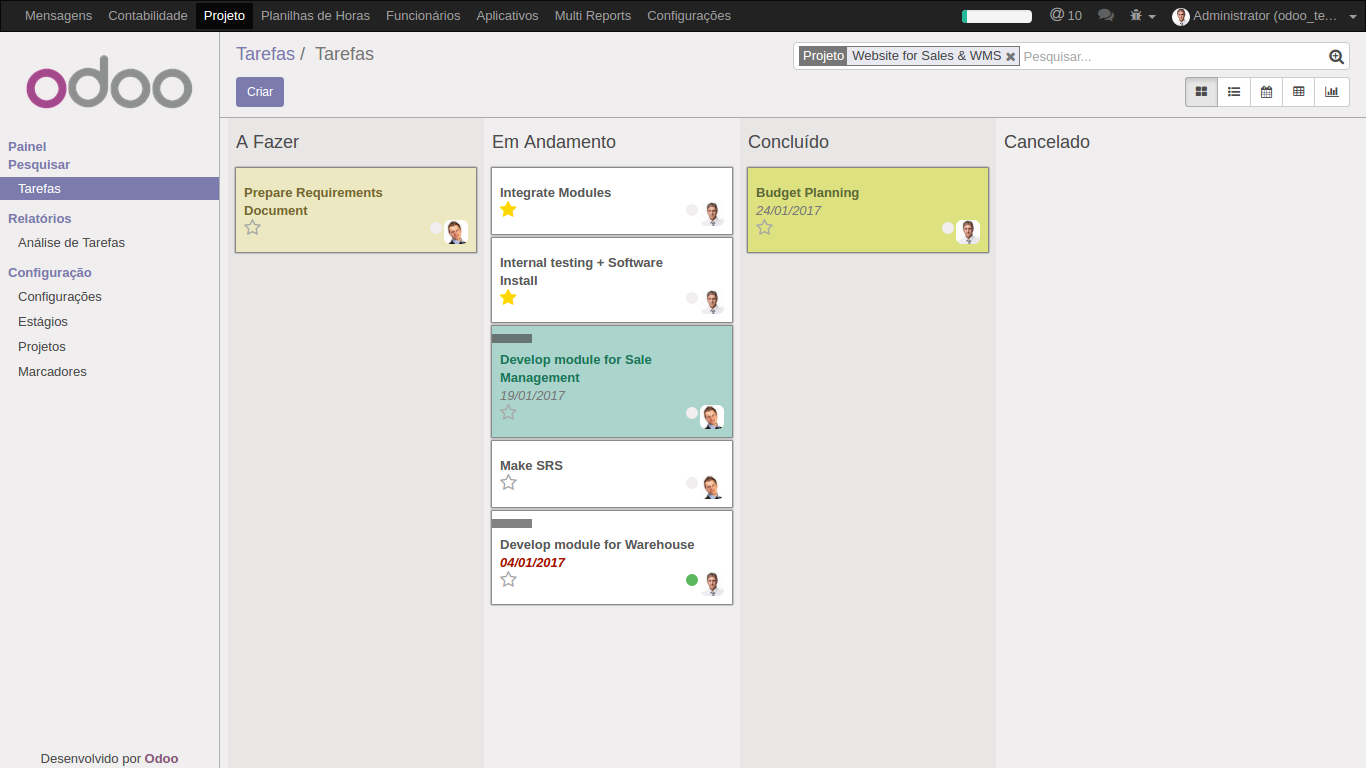 Mensagens Contabilidade Projeto Planilhas de Horas Funcionários Aplicativos Multi Reports Configurações @ 10 Administrator (odoo_te...
odoo
Tarefas / Tarefas
Projeto Website for Sales & WMS Pesquisar...
Criar
Painel
Pesquisar
Tarefas
Relatórios
Análise de Tarefas
Configuração
Configurações
Estágios
Projetos
Marcadores
Desenvolvido por Odoo
A Fazer
Prepare Requirements
Document
Em Andamento
Integrate Modules
Internal testing + Software
Install
Develop module for Sale
Management
19/01/2017
Make SRS
Develop module for Warehouse
04/01/2017
Concluído
Budget Planning
24/01/2017
Cancelado